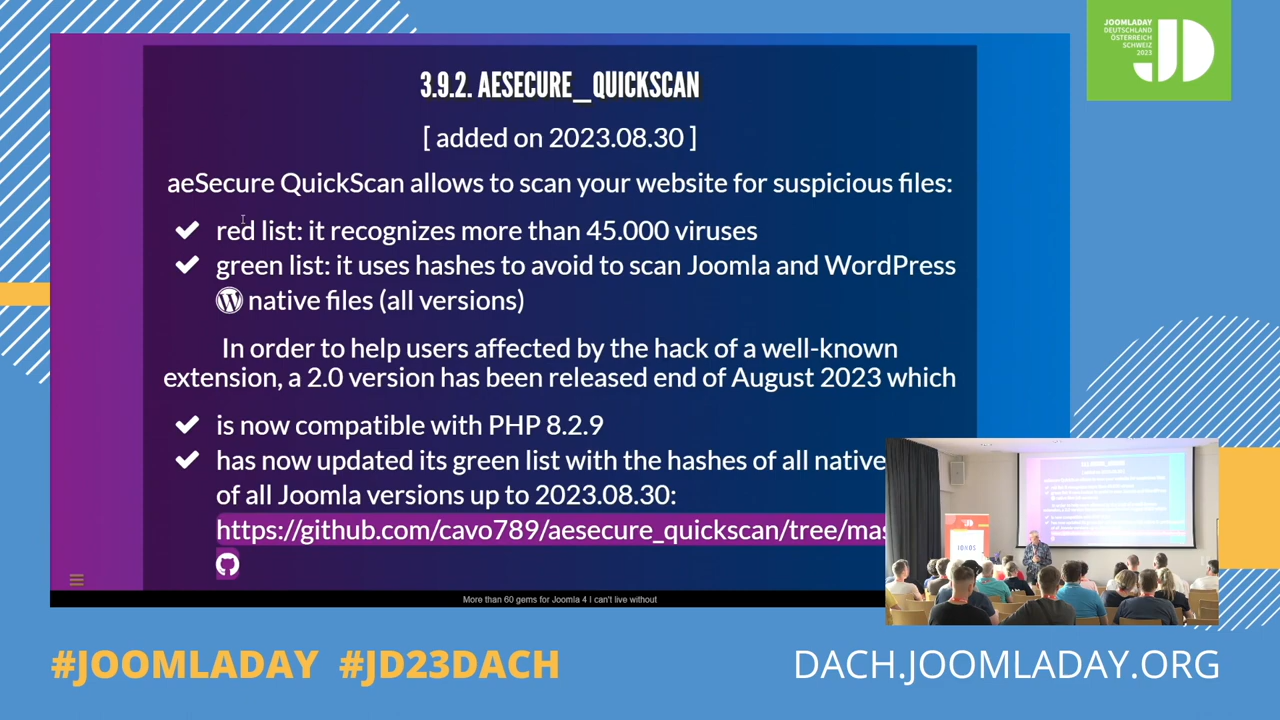 JOOMLADAY
DEUTSCHLAND
ÖSTERREICH
SCHWEIZ
2023
JD
3.9.2. AESECURE_QUICKSCAN
[ added on 2023.08.30 ]
aeSecure QuickScan allows to scan your website for suspicious files:
red list: it recognizes more than 45.000 viruses
green list: it uses hashes to avoid to scan Joomla and WordPress
native files (all versions)
In order to help users affected by the hack of a well-known
extension, a 2.0 version has been released end of August 2023 which
is now compatible with PHP 8.2.9
has now updated its green list with the hashes of all native
of all Joomla versions up to 2023.08.30:
https://github.com/cavo789/aesecure_quickscan/tree/mas
More than 60 gems for Joomla 4 I can't live without
IONOS
#JOOMLADAY #JD23DACH
DACH.JOOMLADAY.ORG